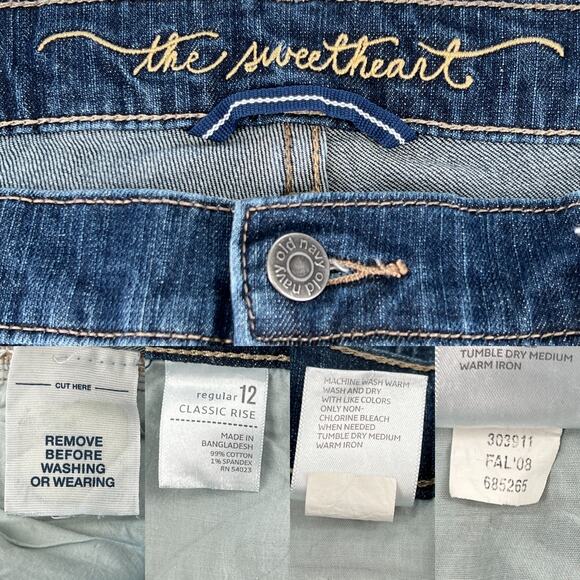 the sweetheart
old navy old navy
CUT HERE
REMOVE
BEFORE
WASHING
OR WEARING
regular 12
CLASSIC RISE
MADE IN
BANGLADESH
99% COTTON
1% SPANDEX
RN 54023
MACHINE WASH WARM
WASH AND DRY
WITH LIKE COLORS
ONLY NON-
CHLORINE BLEACH
WHEN NEEDED
TUMBLE DRY MEDIUM
WARM IRON
TUMBLE DRY MEDIUM
WARM IRON
303911
FAL'08
685265